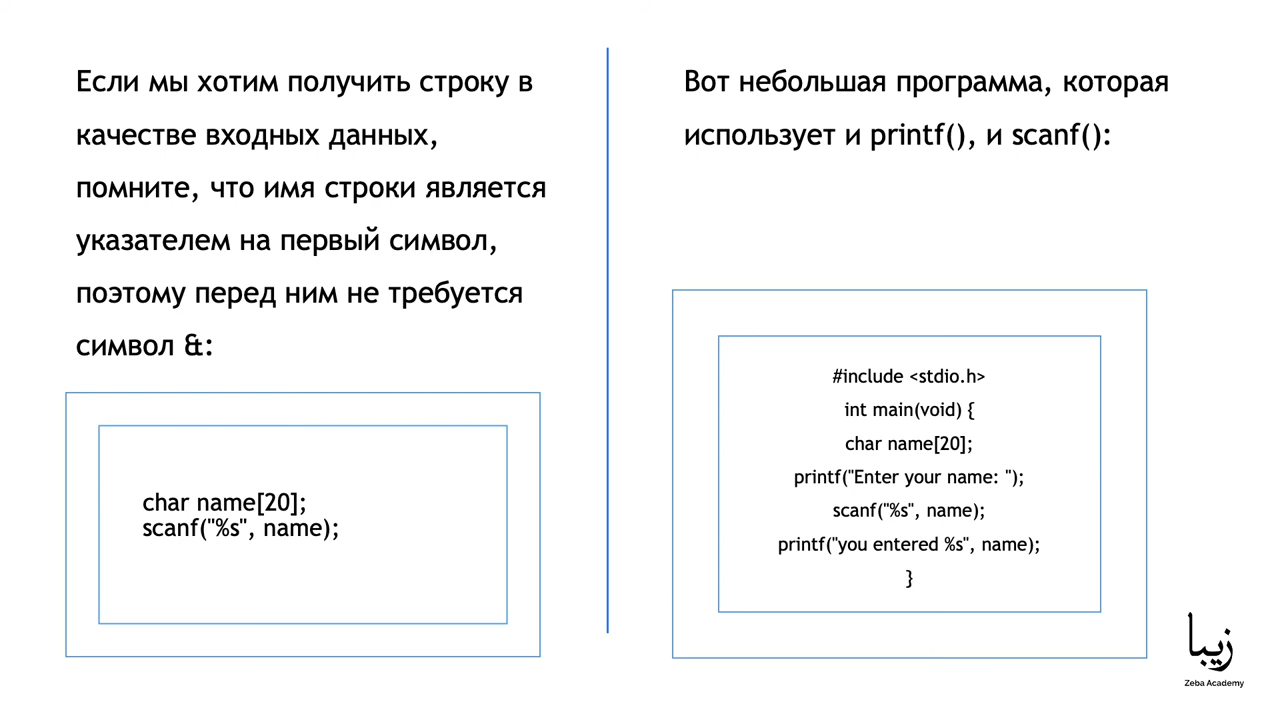 Если мы хотим получить строку в
качестве входных данных,
помните, что имя строки является
указателем на первый символ,
поэтому перед ним не требуется
символ &:
char name[20];
scanf("%s", name);
Вот небольшая программа, которая
использует и printf(), и scanf():
#include <stdio.h>
int main(void) {
char name[20];
printf("Enter your name: ");
scanf("%s", name);
printf("you entered %s", name);
}
زیبا
Zeba Academy